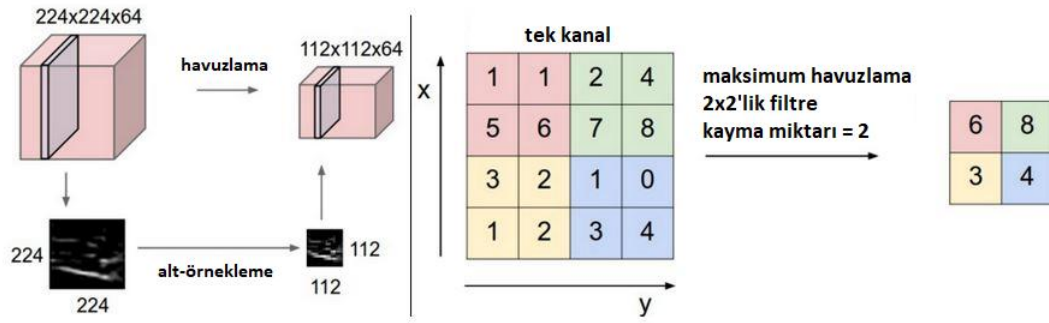 224x224x64
havuzlama
112x112x64
224
224
alt-örnekleme
112
112
tek kanal
x
1 1 2 4
5 6 7 8
3 2 1 0
1 2 3 4
y
maksimum havuzlama
2x2'lik filtre
kayma miktarı = 2
6 8
3 4